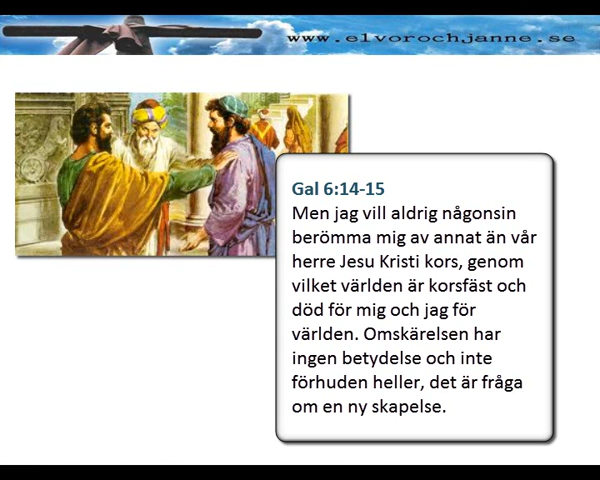 www.elvorochjanne.se
Gal 6:14-15
Men jag vill aldrig någonsin
berömma mig av annat än vår
herre Jesu Kristi kors, genom
vilket världen är korsfäst och
död för mig och jag för
världen. Omskärelsen har
ingen betydelse och inte
förhuden heller, det är fråga
om en ny skapelse.